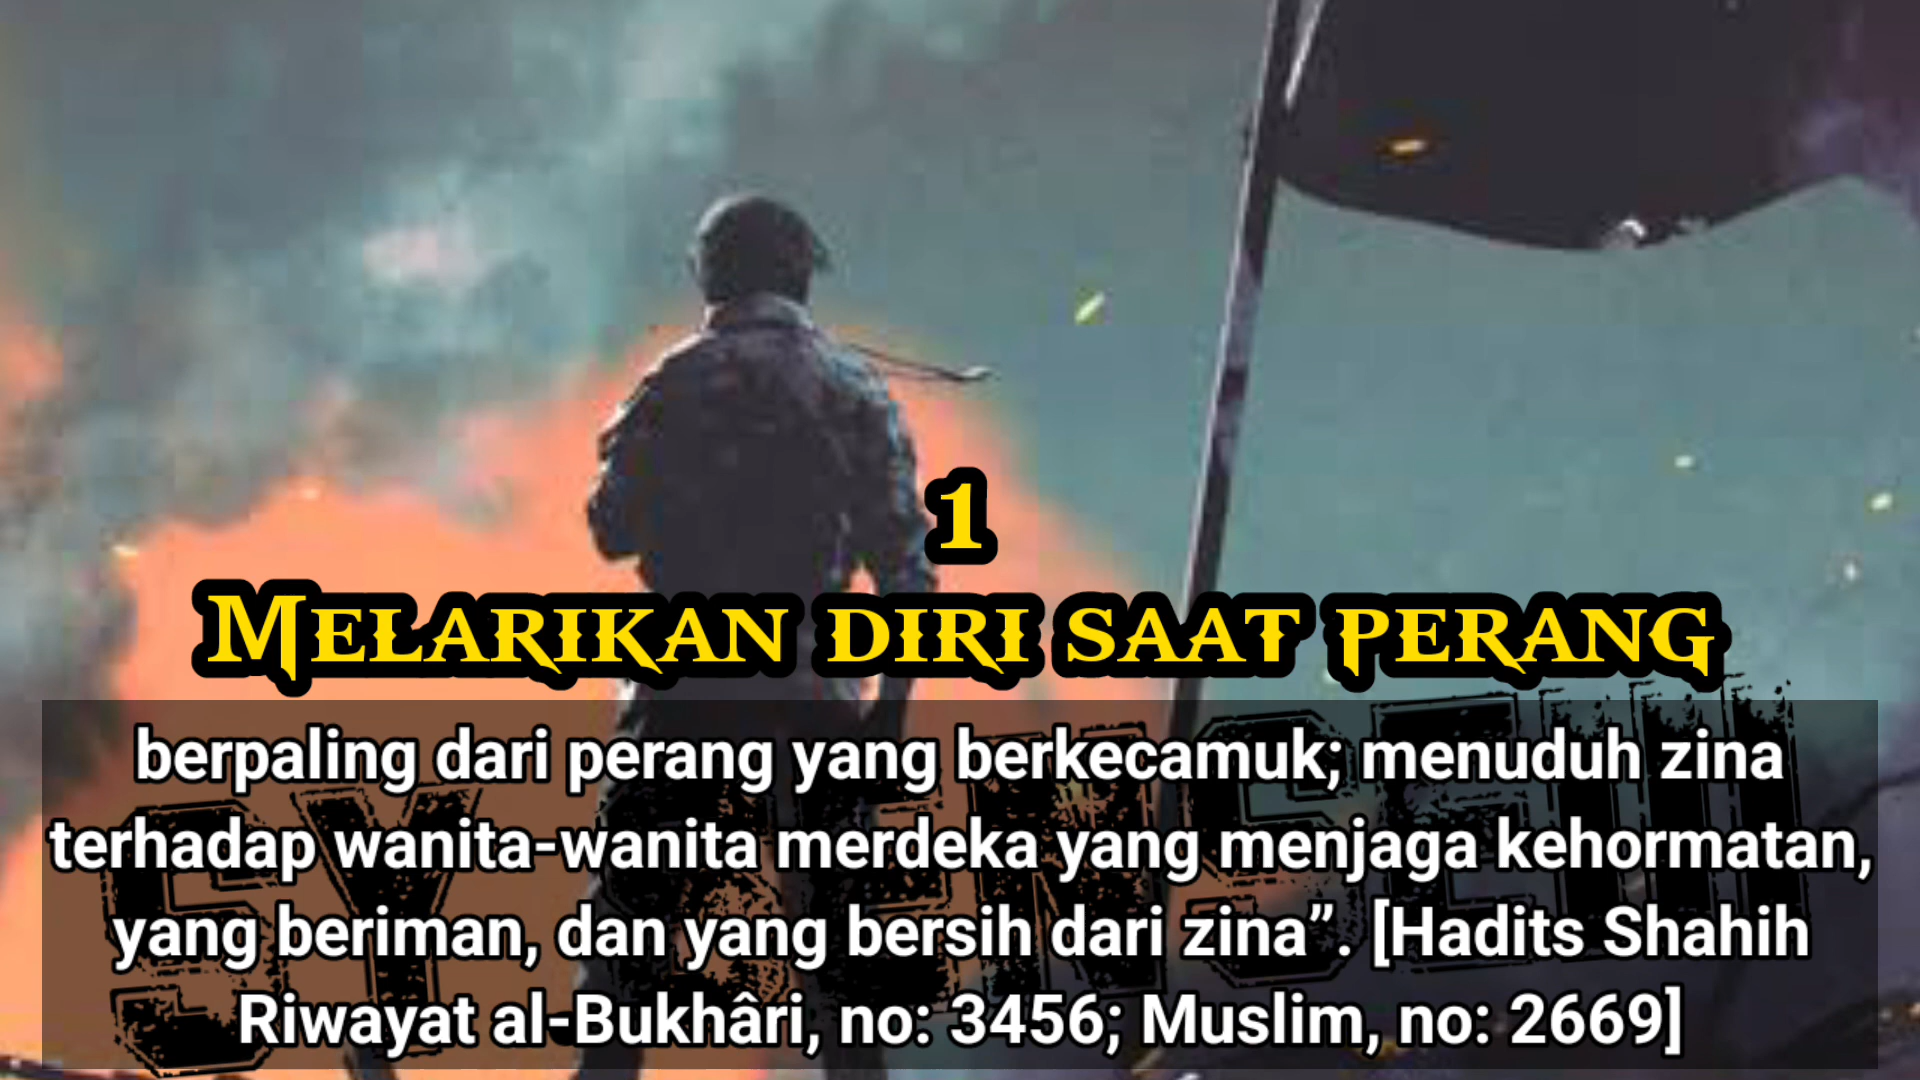 1
Melarikan diri saat perang
berpaling dari perang yang berkecamuk; menuduh zina
terhadap wanita-wanita merdeka yang menjaga kehormatan,
yang beriman, dan yang bersih dari zina”. [Hadits Shahih
Riwayat al-Bukhâri, no: 3456; Muslim, no: 2669]